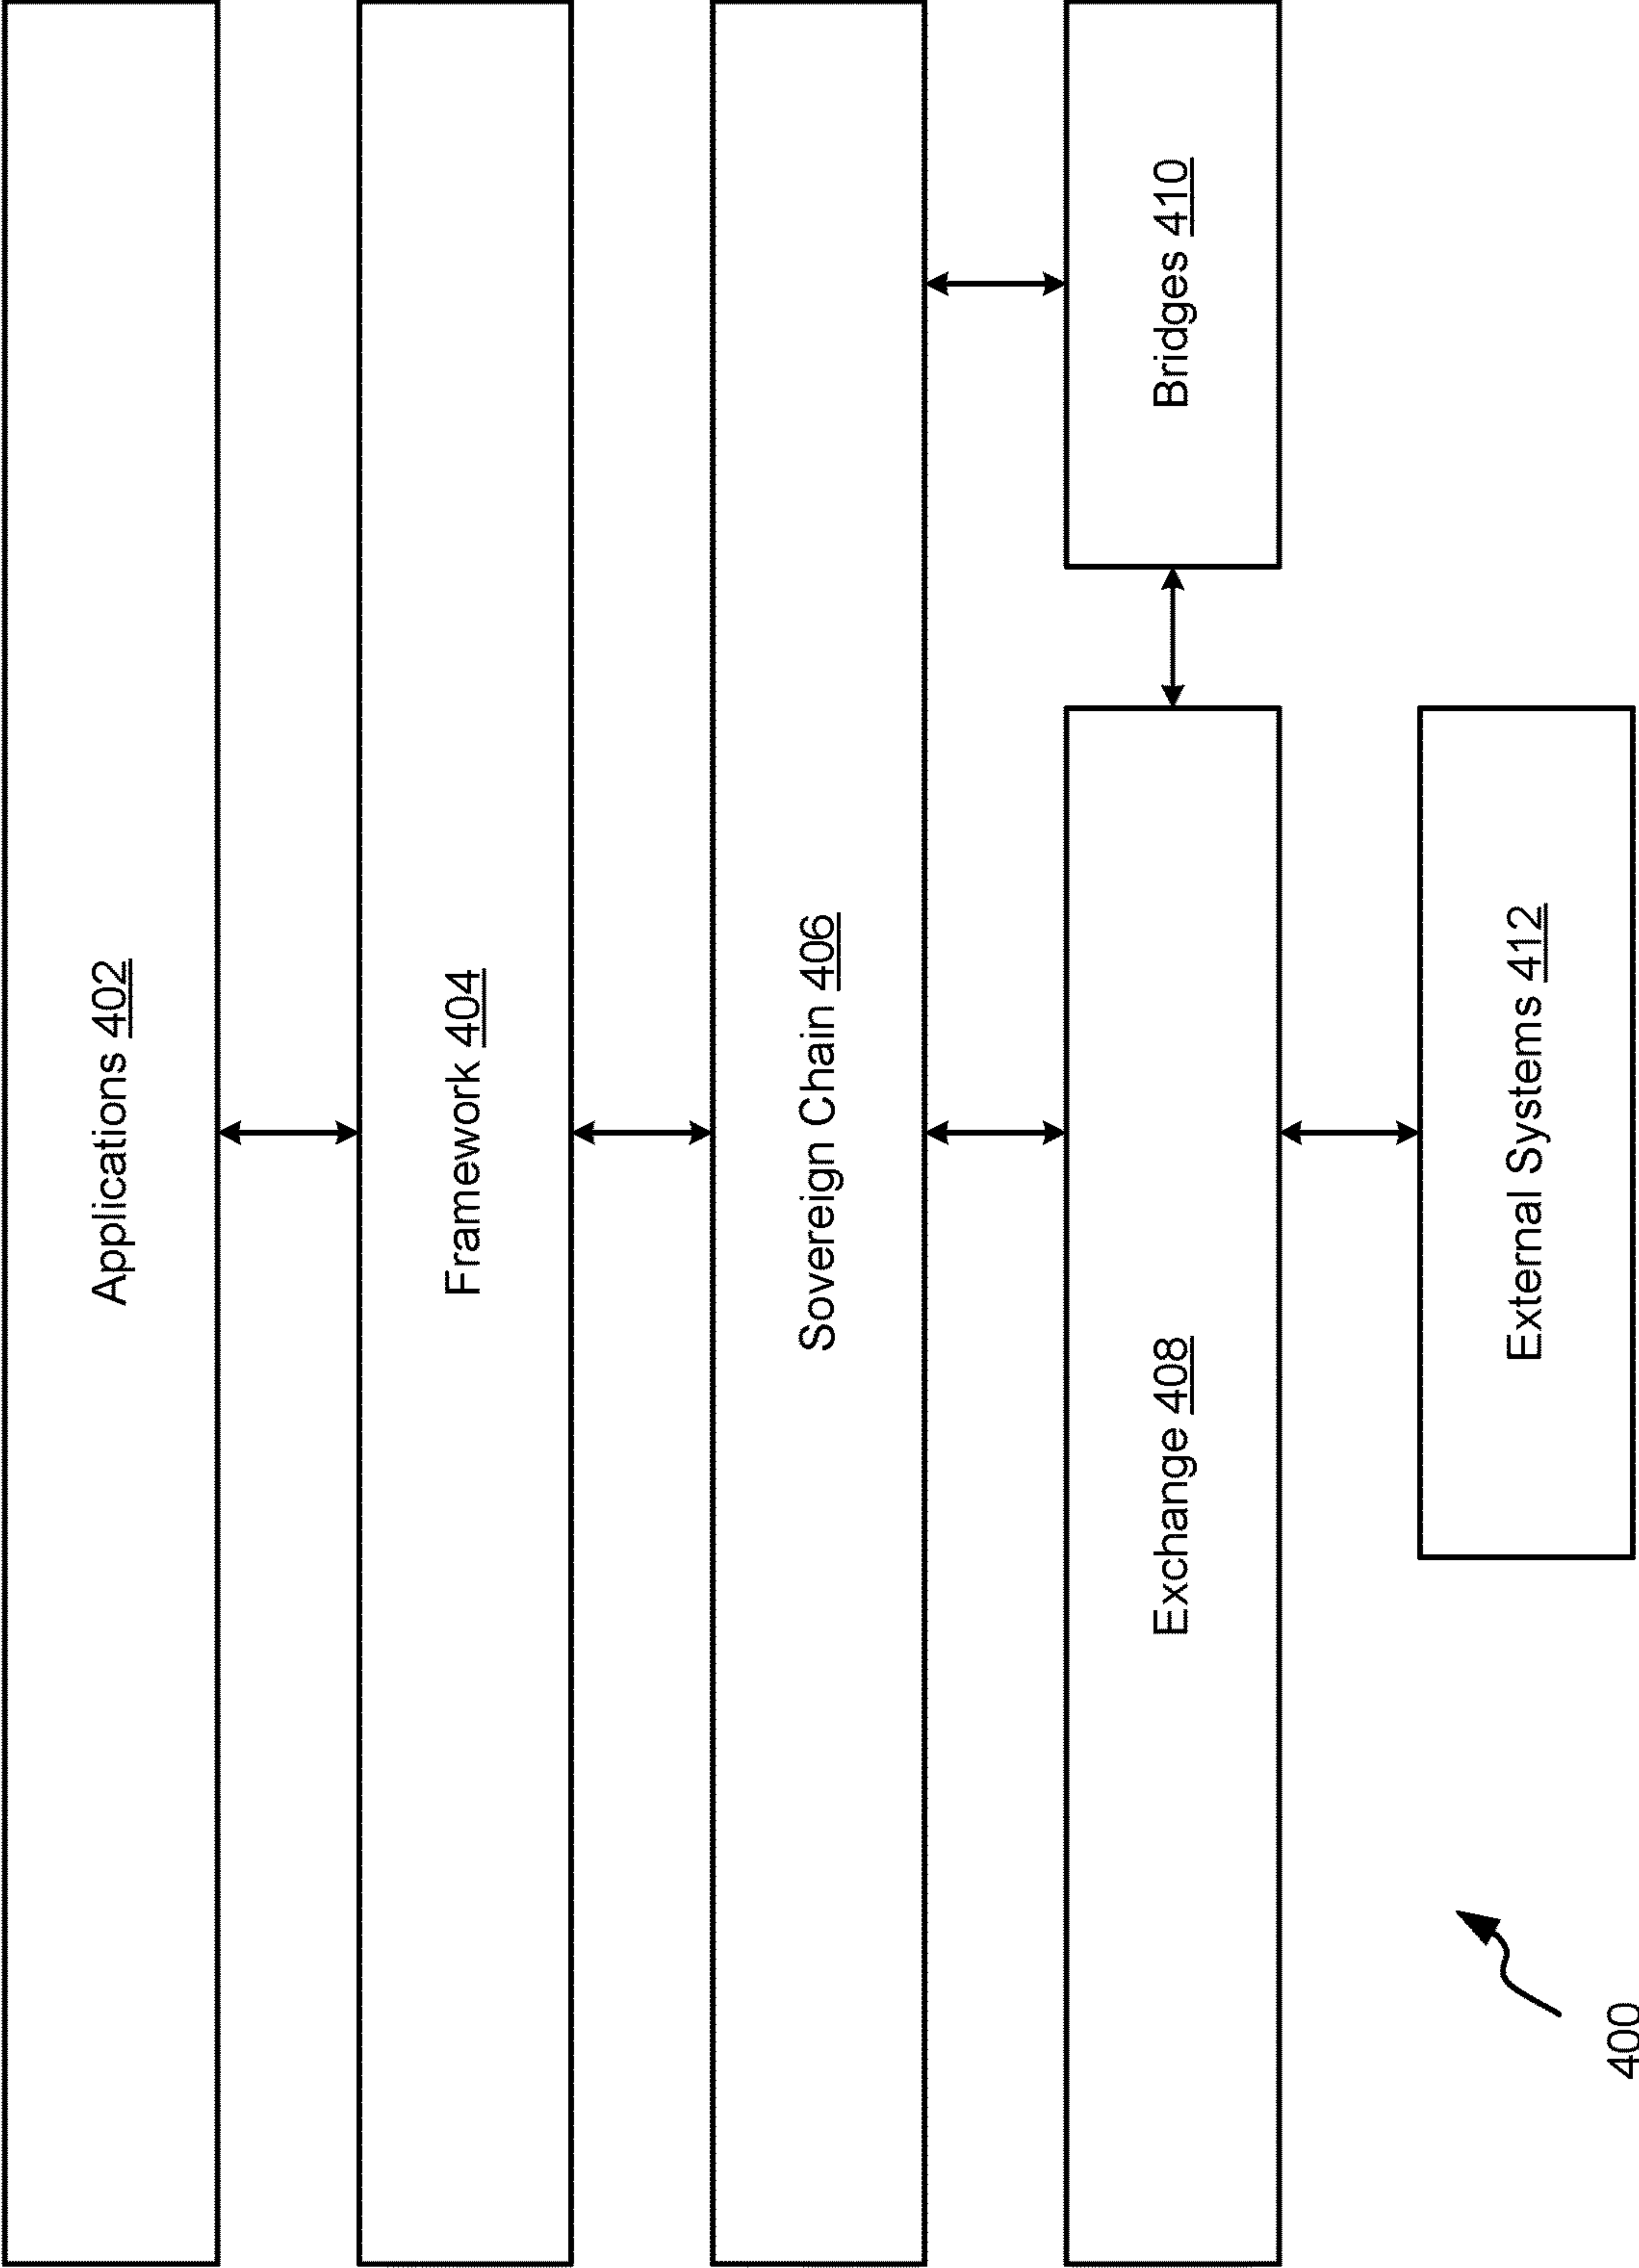 Applications 402
Framework 404
Sovereign Chain 406
Exchange 408
Bridges 410
External Systems 412
400